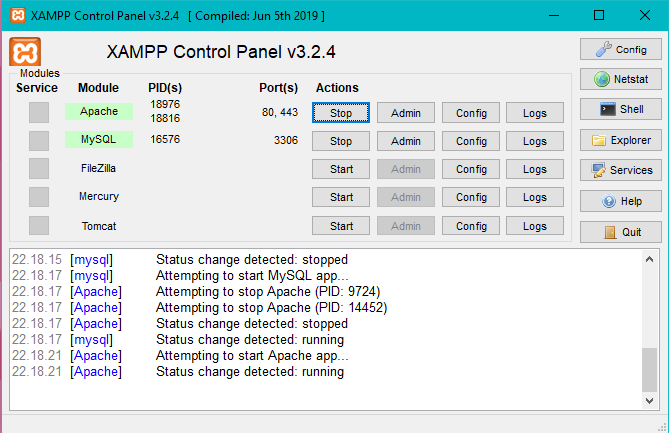 XAMPP Control Panel v3.2.4 [ Compiled: Jun 5th 2019 ]
XAMPP Control Panel v3.2.4
Config
Modules
Service Module PID(s) Port(s) Actions
Netstat
Apache 18976 18816 80, 443 Stop Admin Config Logs
Shell
MySQL 16576 3306 Stop Admin Config Logs
Explorer
FileZilla Start Admin Config Logs
Services
Mercury Start Admin Config Logs
Help
Tomcat Start Admin Config Logs
Quit
22.18.15 [mysql] Status change detected: stopped
22.18.17 [mysql] Attempting to start MySQL app...
22.18.17 [Apache] Attempting to stop Apache (PID: 9724)
22.18.17 [Apache] Attempting to stop Apache (PID: 14452)
22.18.17 [Apache] Status change detected: stopped
22.18.17 [mysql] Status change detected: running
22.18.21 [Apache] Attempting to start Apache app...
22.18.21 [Apache] Status change detected: running